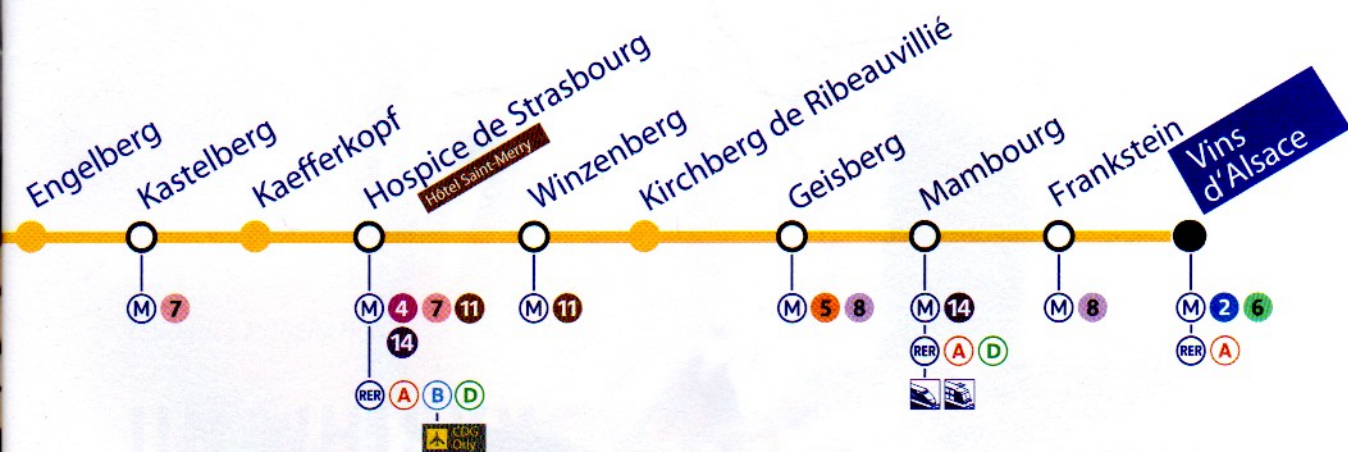 Engelberg
Kastelberg
Kaefferkopf
Hospice de Strasbourg
Hôtel Saint-Merry
Winzenberg
Kirchberg de Ribeauvillié
Geisberg
Mambourg
Frankstein
Vins
d'Alsace
M 7
M 4 7 11
14
RER A B D
CDG
Orly
M 11
M 5 8
M 14
RER A D
M 8
M 2 6
RER A